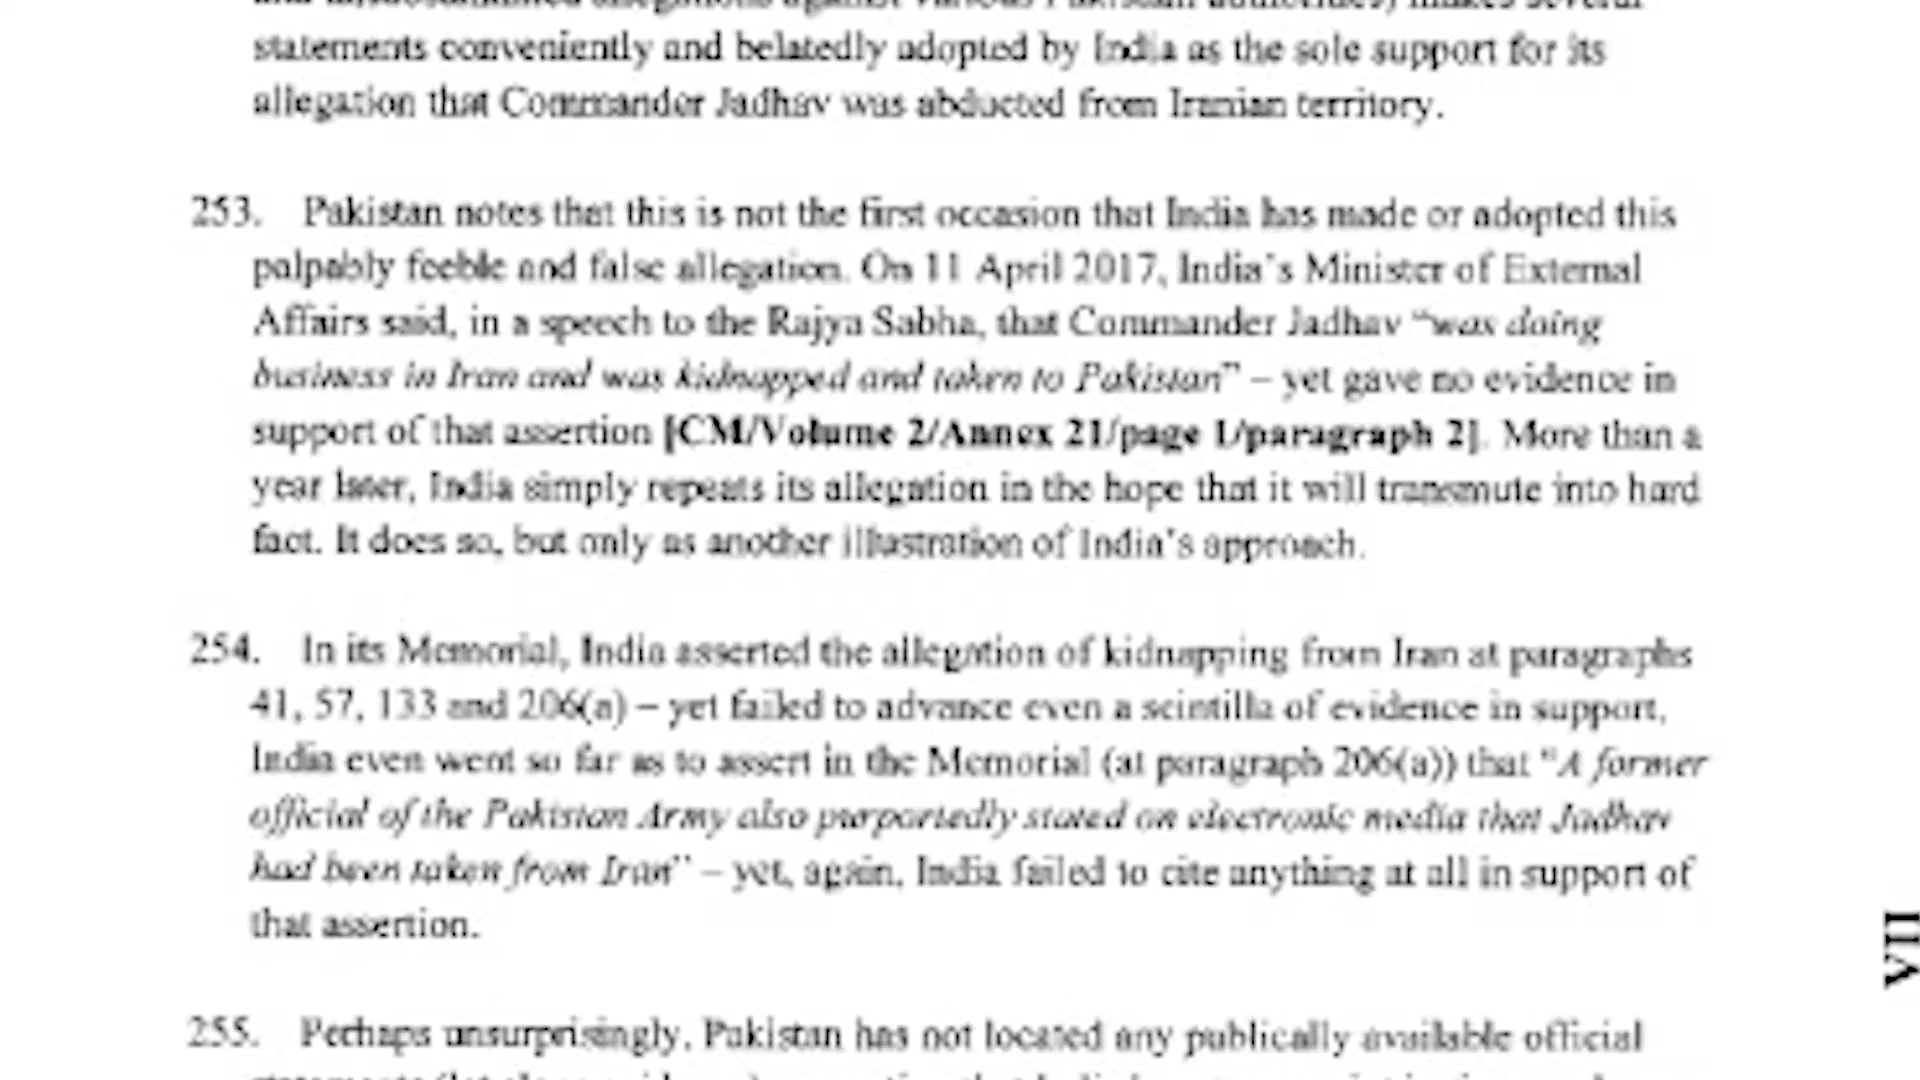 statements conveniently and belatedly adopted by India as the sole support for its
allegation that Commander Jadhav was abducted from Iranian territory.
253. Pakistan notes that this is not the first occasion that India has made or adopted this
palpably feeble and false allegation. On 11 April 2017, India's Minister of External
Affairs said, in a speech to the Rajya Sabha, that Commander Jadhav "was doing
business in Iran and was kidnapped and taken to Pakistan" – yet gave no evidence in
support of that assertion [CM/Volume 2/Annex 21/page 1/paragraph 2]. More than a
year later, India simply repeats its allegation in the hope that it will transmute into hard
fact. It does so, but only as another illustration of India's approach.
254. In its Memorial, India asserted the allegation of kidnapping from Iran at paragraphs
41, 57, 133 and 206(a) – yet failed to advance even a scintilla of evidence in support.
India even went so far as to assert in the Memorial (at paragraph 206(a)) that "A former
official of the Pakistan Army also purportedly stated on electronic media that Jadhav
had been taken from Iran" – yet, again, India failed to cite anything at all in support of
that assertion.
VII
255. Perhaps unsurprisingly, Pakistan has not located any publically available official